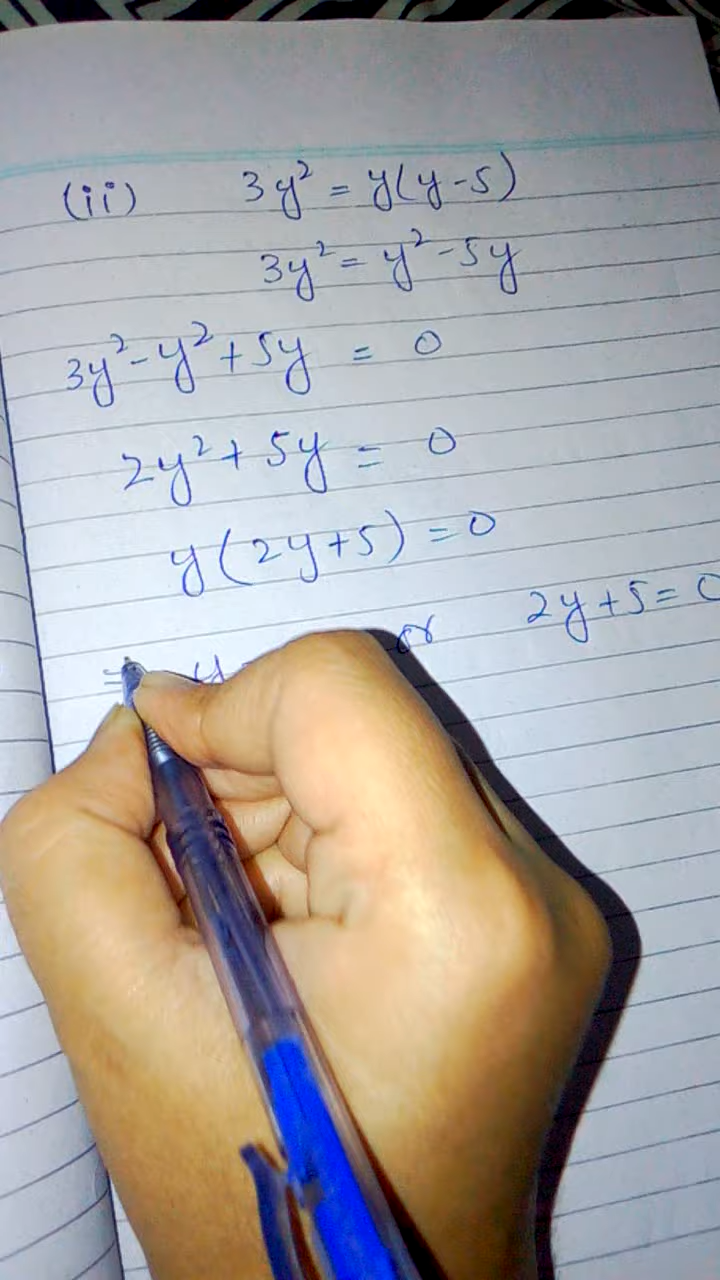 (ii) 3y² = y(y-5)
3y² = y² - 5y
3y² - y² + 5y = 0
2y² + 5y = 0
y(2y+5) = 0
y or 2y+5=0